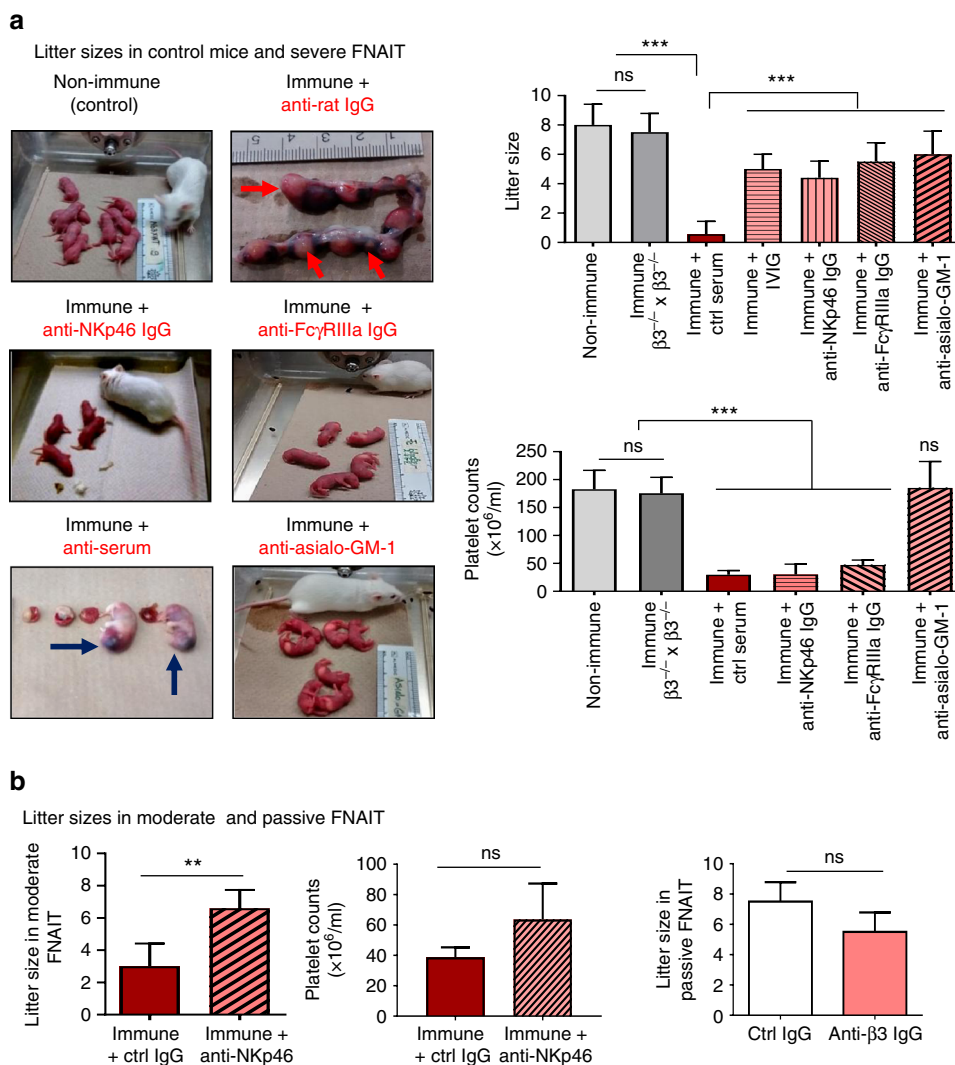 a
Litter sizes in control mice and severe FNAIT
Non-immune
(control)
Immune +
anti-rat IgG
5 4 3 2 1
Immune +
anti-NKp46 IgG
Immune +
anti-FcγRIIIa IgG
Immune +
anti-serum
Immune +
anti-asialo-GM-1
***
ns
***
Litter size
10
8
6
4
2
0
Non-immune
Immune
β3⁻/⁻ x β3⁻/⁻
Immune +
ctrl serum
Immune +
IVIG
Immune +
anti-NKp46 IgG
Immune +
anti-FcγRIIIa IgG
Immune +
anti-asialo-GM-1
***
ns
ns
Platelet counts
(×10⁶/ml)
250
200
150
100
50
0
Non-immune
Immune
β3⁻/⁻ x β3⁻/⁻
Immune +
ctrl serum
Immune +
anti-NKp46 IgG
Immune +
anti-FcγRIIIa IgG
Immune +
anti-asialo-GM-1
b
Litter sizes in moderate and passive FNAIT
Litter size in moderate
FNAIT
10
8
6
4
2
0
**
Immune
+ ctrl IgG
Immune +
anti-NKp46
Platelet counts
(×10⁶/ml)
100
80
60
40
20
0
ns
Immune
+ ctrl IgG
Immune +
anti-NKp46
Litter size in
passive FNAIT
10
8
6
4
2
0
ns
Ctrl IgG
Anti-β3 IgG